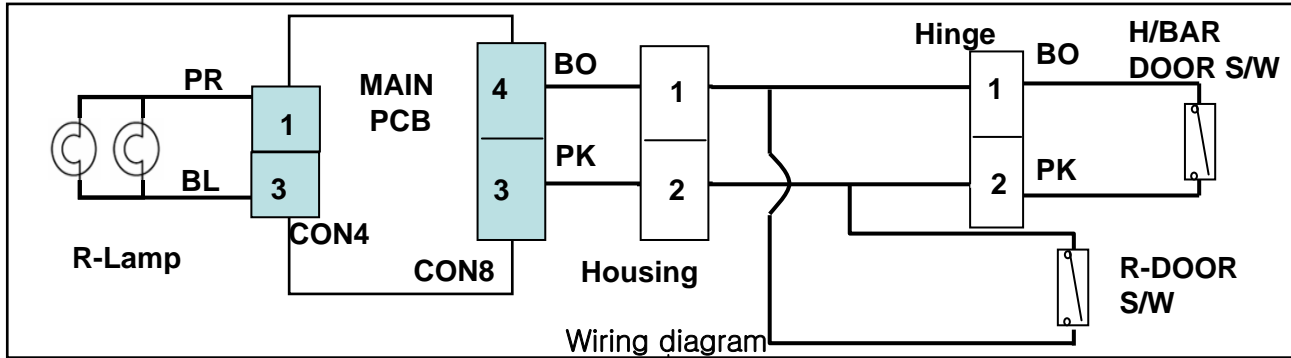 PR
BL
R-Lamp
1
3
CON4
MAIN
PCB
CON8
4
3
BO
PK
1
2
Housing
Hinge
1
2
BO
PK
H/BAR
DOOR S/W
R-DOOR
S/W
Wiring diagram